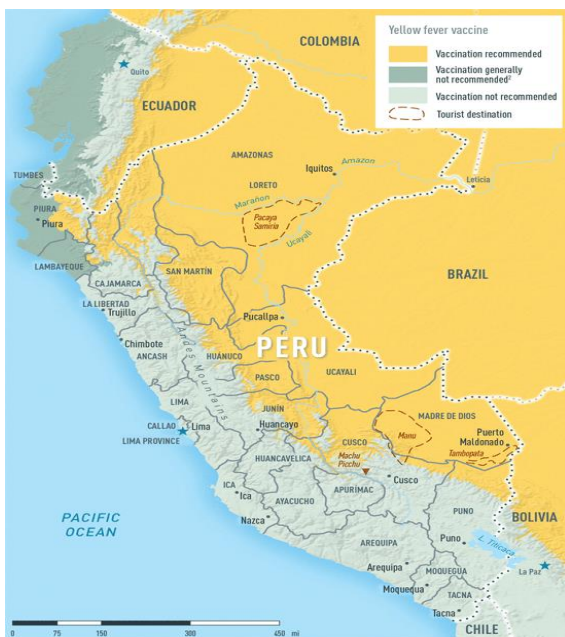 Yellow fever vaccine
Vaccination recommended
Vaccination generally
not recommended²
Vaccination not recommended
Tourist destination
COLOMBIA
Quito
ECUADOR
AMAZONAS
Iquitos
Amazon
LORETO
Leticia
TUMBES
Marañon
PIURA
Piura
Pacaya
Samiria
Ucayali
LAMBAYEQUE
SAN MARTÍN
BRAZIL
CAJAMARCA
LA LIBERTAD
Trujillo
Pucallpa
Chimbote
Andes Mountains
PERU
ANCASH
HUÁNUCO
UCAYALI
PASCO
LIMA
JUNÍN
MADRE DE DIOS
CALLAO
Lima
Huancayo
Manu
Puerto
Maldonado
LIMA PROVINCE
CUSCO
Machu
Picchu
Tambopata
HUANCAVELICA
Cusco
ICA
Ica
AYACUCHO
APURÍMAC
PUNO
BOLIVIA
PACIFIC
OCEAN
Nazca
AREQUIPA
Puno
L. Titicaca
Arequipa
MOQUEGUA
La Paz
Moquegua
TACNA
Tacna
CHILE
0 75 150 300 450 mi